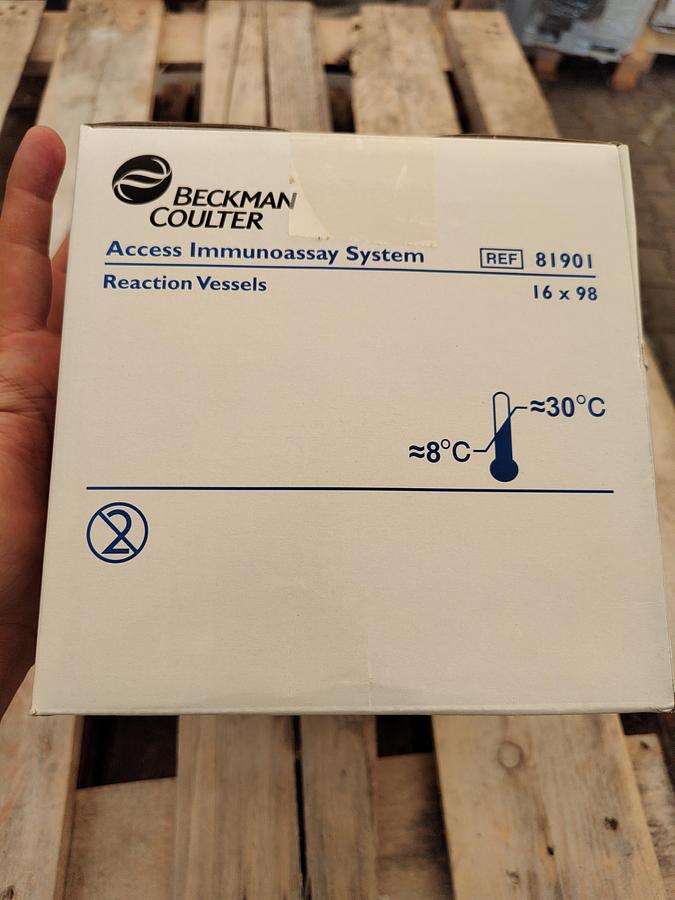 BECKMAN
COULTER
Access Immunoassay System REF 81901
Reaction Vessels 16 x 98
≈30°C
≈8°C
2